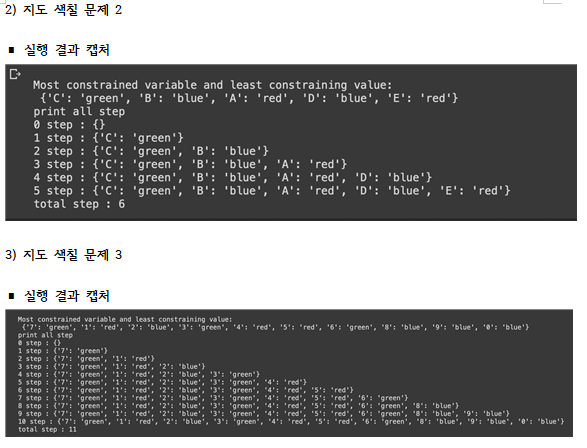 2) 지도 색칠 문제 2
▪ 실행 결과 캡처
Most constrained variable and least constraining value:
{'C': 'green', 'B': 'blue', 'A': 'red', 'D': 'blue', 'E': 'red'}
print all step
0 step : {}
1 step : {'C': 'green'}
2 step : {'C': 'green', 'B': 'blue'}
3 step : {'C': 'green', 'B': 'blue', 'A': 'red'}
4 step : {'C': 'green', 'B': 'blue', 'A': 'red', 'D': 'blue'}
5 step : {'C': 'green', 'B': 'blue', 'A': 'red', 'D': 'blue', 'E': 'red'}
total step : 6
3) 지도 색칠 문제 3
▪ 실행 결과 캡처
Most constrained variable and least constraining value:
{'7': 'green', '1': 'red', '2': 'blue', '3': 'green', '4': 'red', '5': 'red', '6': 'green', '8': 'blue', '9': 'blue', '0': 'blue'}
print all step
0 step : {}
1 step : {'7': 'green'}
2 step : {'7': 'green', '1': 'red'}
3 step : {'7': 'green', '1': 'red', '2': 'blue'}
4 step : {'7': 'green', '1': 'red', '2': 'blue', '3': 'green'}
5 step : {'7': 'green', '1': 'red', '2': 'blue', '3': 'green', '4': 'red'}
6 step : {'7': 'green', '1': 'red', '2': 'blue', '3': 'green', '4': 'red', '5': 'red'}
7 step : {'7': 'green', '1': 'red', '2': 'blue', '3': 'green', '4': 'red', '5': 'red', '6': 'green'}
8 step : {'7': 'green', '1': 'red', '2': 'blue', '3': 'green', '4': 'red', '5': 'red', '6': 'green', '8': 'blue'}
9 step : {'7': 'green', '1': 'red', '2': 'blue', '3': 'green', '4': 'red', '5': 'red', '6': 'green', '8': 'blue', '9': 'blue'}
10 step : {'7': 'green', '1': 'red', '2': 'blue', '3': 'green', '4': 'red', '5': 'red', '6': 'green', '8': 'blue', '9': 'blue', '0': 'blue'}
total step : 11